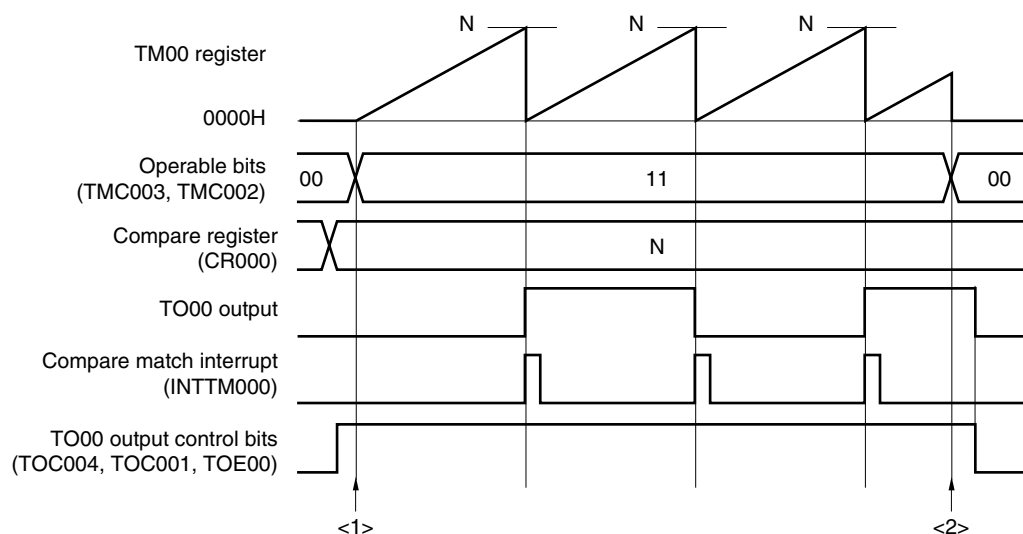 N N N
TM00 register
0000H
Operable bits
(TMC003, TMC002)
00 11 00
Compare register
(CR000)
N
TO00 output
Compare match interrupt
(INTTM000)
TO00 output control bits
(TOC004, TOC001, TOE00)
<1> <2>